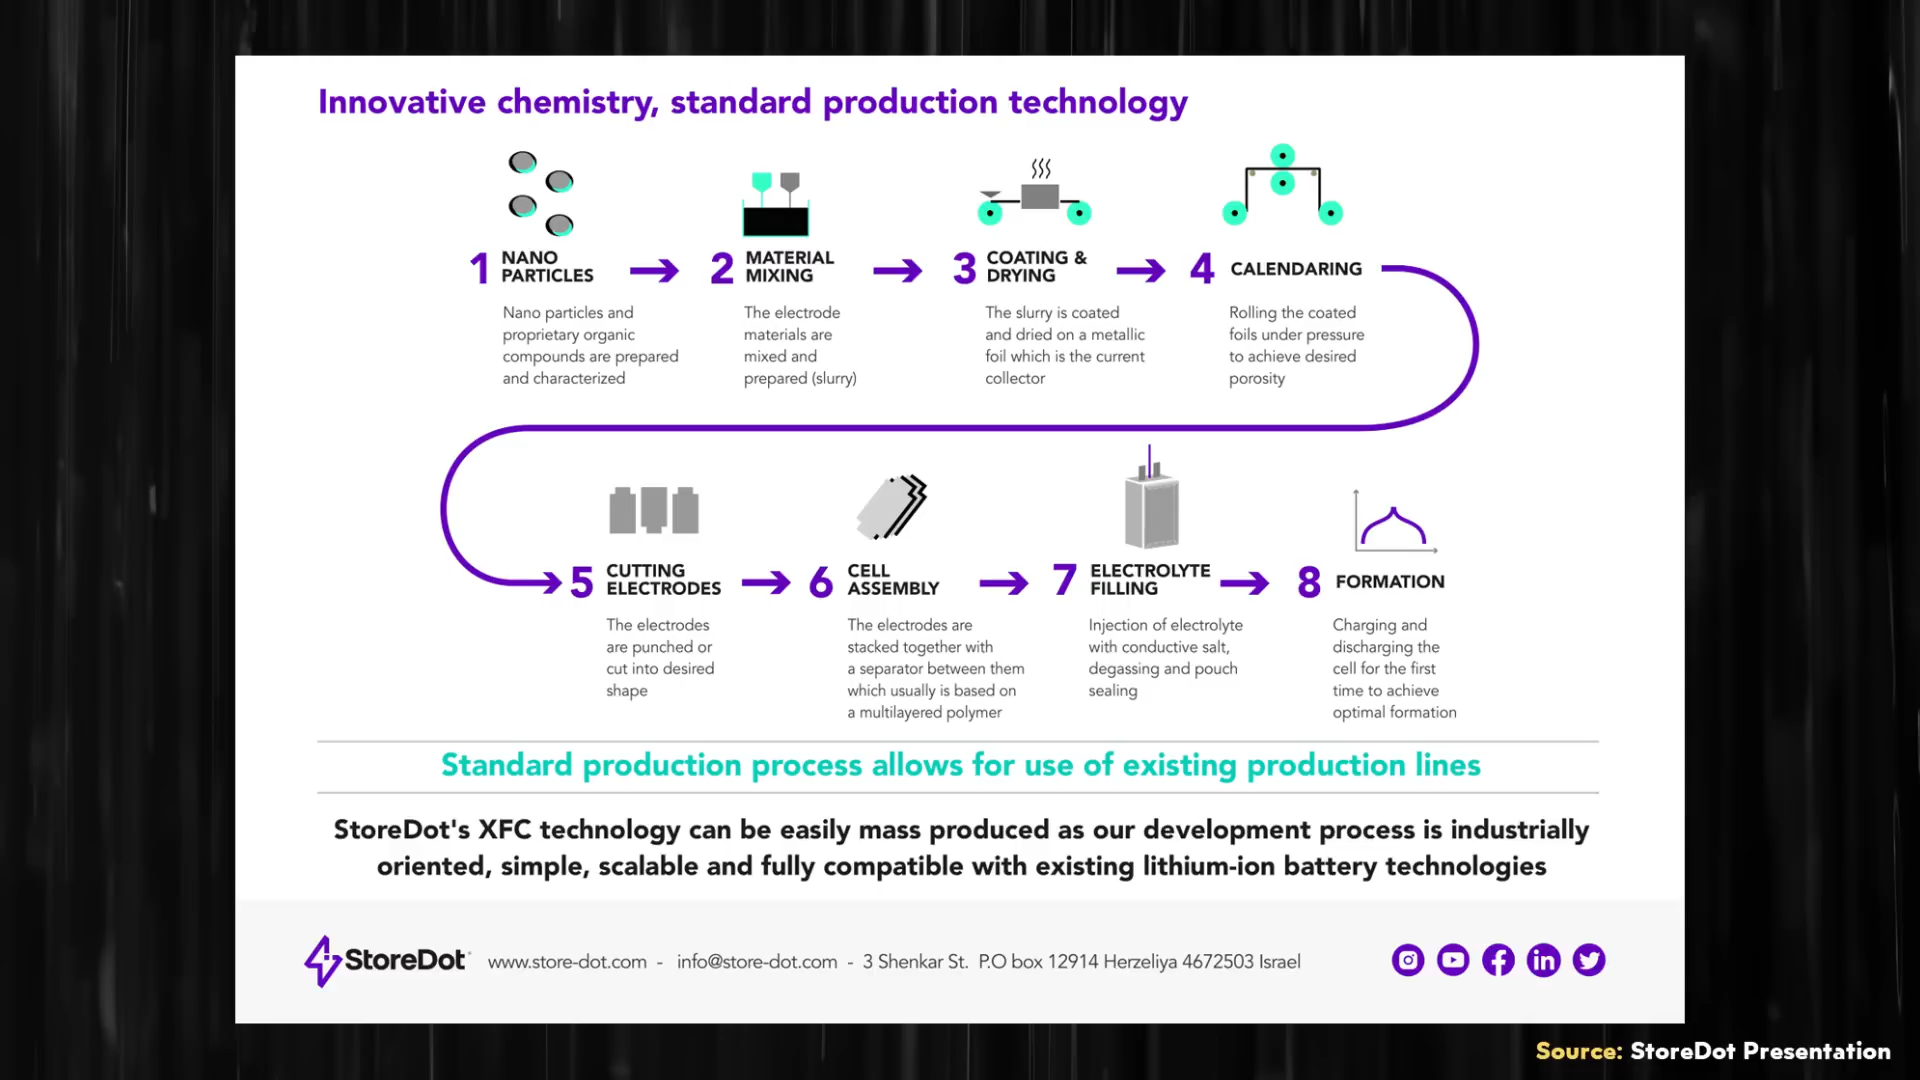 Innovative chemistry, standard production technology
1 NANO
PARTICLES
Nano particles and
proprietary organic
compounds are prepared
and characterized
2 MATERIAL
MIXING
The electrode
materials are
mixed and
prepared (slurry)
3 COATING &
DRYING
The slurry is coated
and dried on a metallic
foil which is the current
collector
4 CALENDARING
Rolling the coated
foils under pressure
to achieve desired
porosity
5 CUTTING
ELECTRODES
The electrodes
are punched or
cut into desired
shape
6 CELL
ASSEMBLY
The electrodes are
stacked together with
a separator between them
which usually is based on
a multilayered polymer
7 ELECTROLYTE
FILLING
Injection of electrolyte
with conductive salt,
degassing and pouch
sealing
8 FORMATION
Charging and
discharging the
cell for the first
time to achieve
optimal formation
Standard production process allows for use of existing production lines
StoreDot's XFC technology can be easily mass produced as our development process is industrially
oriented, simple, scalable and fully compatible with existing lithium-ion battery technologies
StoreDot www.store-dot.com - info@store-dot.com - 3 Shenkar St. P.O box 12914 Herzeliya 4672503 Israel
Source: StoreDot Presentation